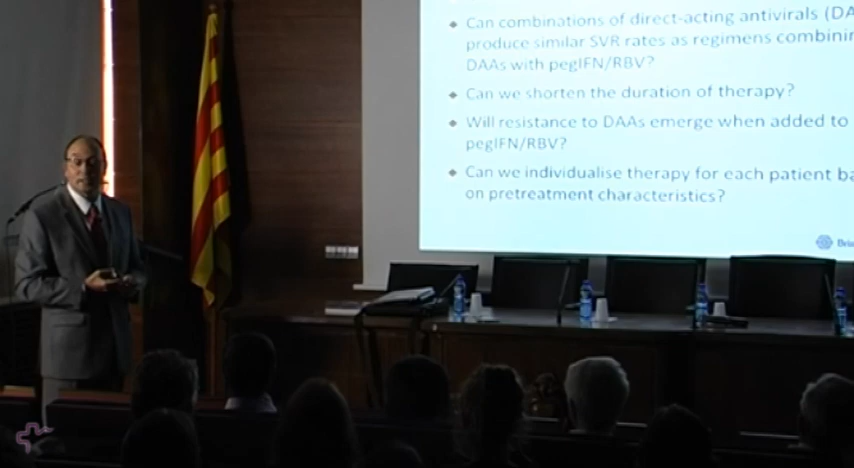 Can combinations of direct-acting antivirals (DA
produce similar SVR rates as regimens combinin
DAAs with pegIFN/RBV?
Can we shorten the duration of therapy?
Will resistance to DAAs emerge when added to
pegIFN/RBV?
Can we individualise therapy for each patient ba
on pretreatment characteristics?
Bris